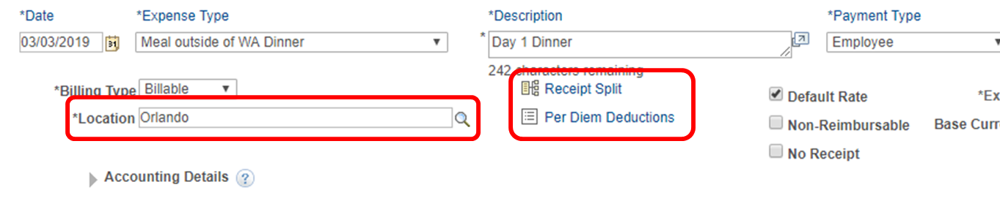 *Date *Expense Type *Description *Payment Type
03/03/2019 31 Meal outside of WA Dinner * Day 1 Dinner Employee
242 characters remaining
*Billing Type Billable Receipt Split Default Rate *Ex
*Location Orlando Per Diem Deductions Non-Reimbursable Base Curr
No Receipt
Accounting Details ?